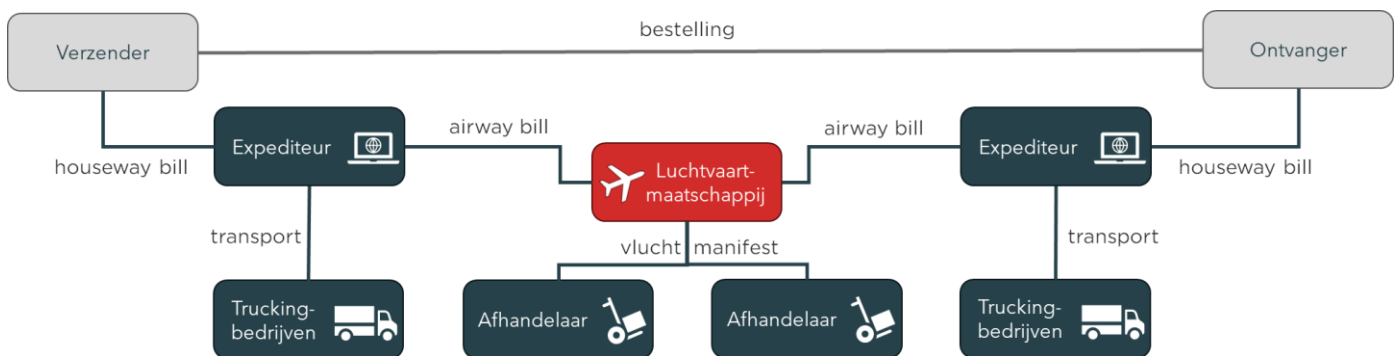 bestelling
Verzender
Ontvanger
Expediteur
airway bill
airway bill
Expediteur
houseway bill
Luchtvaart-
maatschappij
houseway bill
transport
vlucht manifest
transport
Trucking-
bedrijven
Afhandelaar
Afhandelaar
Trucking-
bedrijven